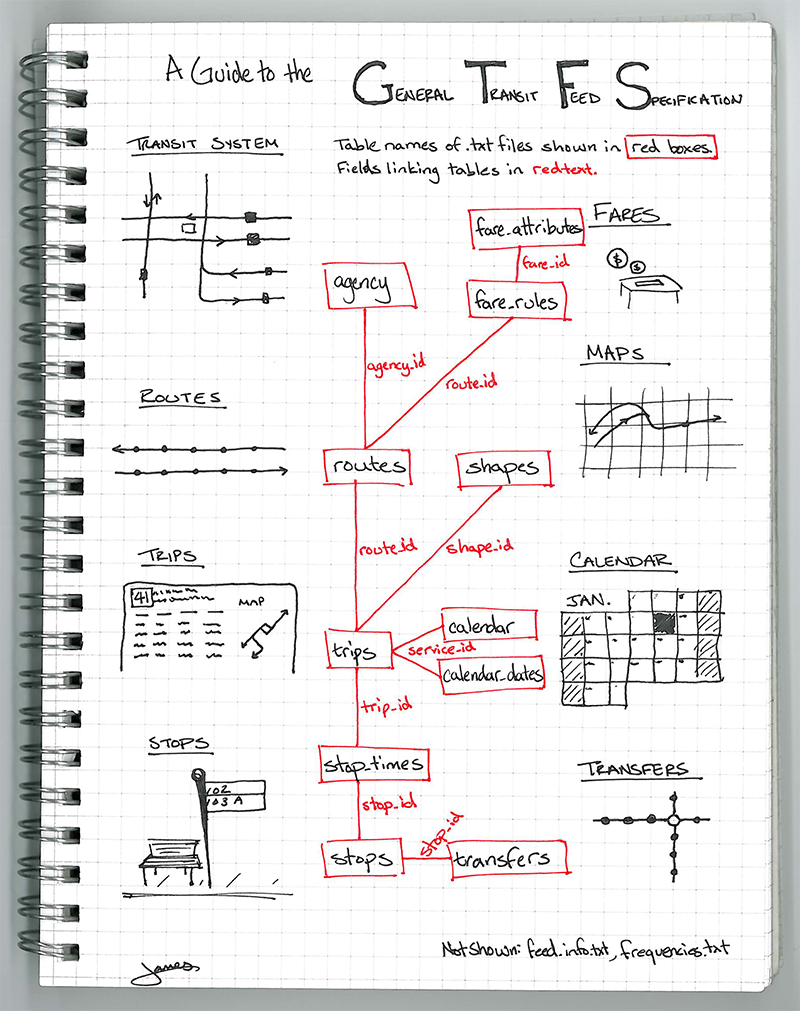 A Guide to the GENERAL TRANSIT FEED SPECIFICATION
TRANSIT SYSTEM
Table names of .txt files shown in red boxes.
Fields linking tables in red text.
FARES
fare_attributes
fare_id
$ $
agency
fare_rules
MAPS
agency_id
route_id
ROUTES
routes
shapes
route_id
shape_id
TRIPS
41
MAP
CALENDAR
JAN.
calendar
trips
service_id
calendar_dates
trip_id
STOPS
stop_times
102
103 A
stop_id
TRANSFERS
stop_id
stops
transfers
Not Shown: feed_info.txt, frequencies.txt
James